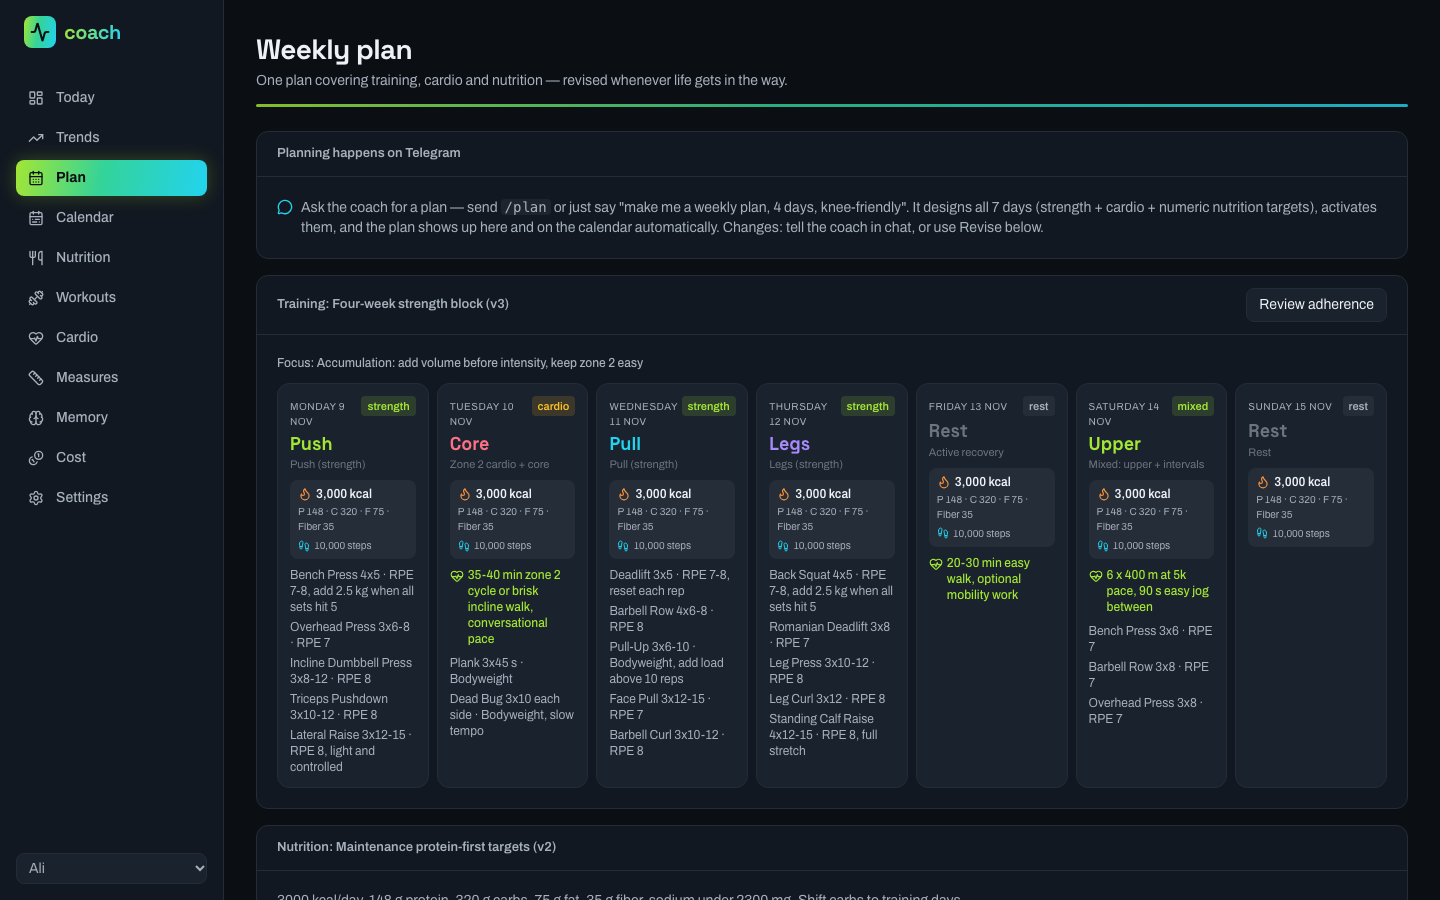 coach
Today
Trends
Plan
Calendar
Nutrition
Workouts
Cardio
Measures
Memory
Cost
Settings
Ali
Weekly plan
One plan covering training, cardio and nutrition — revised whenever life gets in the way.
Planning happens on Telegram
Ask the coach for a plan — send /plan or just say "make me a weekly plan, 4 days, knee-friendly". It designs all 7 days (strength + cardio + numeric nutrition targets), activates
them, and the plan shows up here and on the calendar automatically. Changes: tell the coach in chat, or use Revise below.
Training: Four-week strength block (v3)
Review adherence
Focus: Accumulation: add volume before intensity, keep zone 2 easy
MONDAY 9
NOV
strength
Push
Push (strength)
3,000 kcal
P 148 · C 320 · F 75 ·
Fiber 35
10,000 steps
Bench Press 4x5 · RPE
7-8, add 2.5 kg when all
sets hit 5
Overhead Press 3x6-8
· RPE 7
Incline Dumbbell Press
3x8-12 · RPE 8
Triceps Pushdown
3x10-12 · RPE 8
Lateral Raise 3x12-15 ·
RPE 8, light and
controlled
TUESDAY 10
NOV
cardio
Core
Zone 2 cardio + core
3,000 kcal
P 148 · C 320 · F 75 ·
Fiber 35
10,000 steps
35-40 min zone 2
cycle or brisk
incline walk,
conversational
pace
Plank 3x45 s ·
Bodyweight
Dead Bug 3x10 each
side · Bodyweight, slow
tempo
WEDNESDAY
11 NOV
strength
Pull
Pull (strength)
3,000 kcal
P 148 · C 320 · F 75 ·
Fiber 35
10,000 steps
Deadlift 3x5 · RPE 7-8,
reset each rep
Barbell Row 4x6-8 ·
RPE 8
Pull-Up 3x6-10 ·
Bodyweight, add load
above 10 reps
Face Pull 3x12-15 ·
RPE 7
Barbell Curl 3x10-12 ·
RPE 8
THURSDAY
12 NOV
strength
Legs
Legs (strength)
3,000 kcal
P 148 · C 320 · F 75 ·
Fiber 35
10,000 steps
Back Squat 4x5 · RPE
7-8, add 2.5 kg when all
sets hit 5
Romanian Deadlift 3x8
· RPE 7
Leg Press 3x10-12 ·
RPE 8
Leg Curl 3x12 · RPE 8
Standing Calf Raise
4x12-15 · RPE 8, full
stretch
FRIDAY 13 NOV
rest
Rest
Active recovery
3,000 kcal
P 148 · C 320 · F 75 ·
Fiber 35
10,000 steps
20-30 min easy
walk, optional
mobility work
SATURDAY 14
NOV
mixed
Upper
Mixed: upper + intervals
3,000 kcal
P 148 · C 320 · F 75 ·
Fiber 35
10,000 steps
6 x 400 m at 5k
pace, 90 s easy jog
between
Bench Press 3x6 · RPE
7
Barbell Row 3x8 · RPE
7
Overhead Press 3x8 ·
RPE 7
SUNDAY 15 NOV
rest
Rest
Rest
3,000 kcal
P 148 · C 320 · F 75 ·
Fiber 35
10,000 steps
Nutrition: Maintenance protein-first targets (v2)
3000 kcal/day, 148 g protein, 320 g carbs, 75 g fat, 35 g fiber, sodium under 2300 mg. Shift carbs to training days.